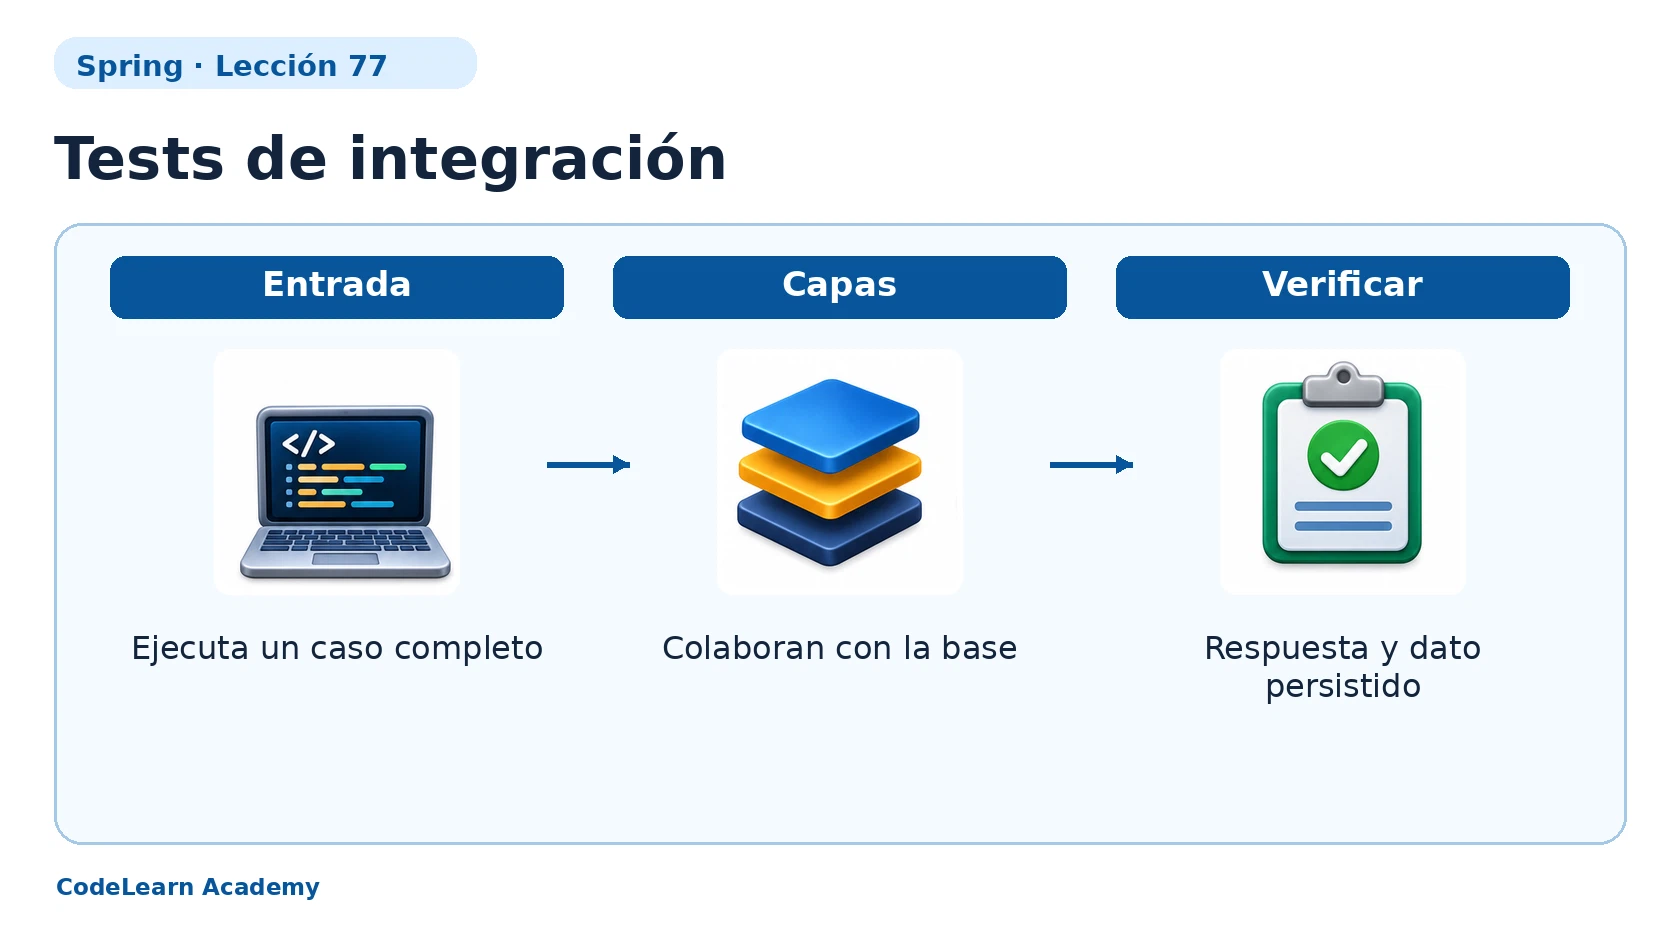 Spring · Lección 77
Tests de integración
Entrada
Capas
Verificar
</>
Ejecuta un caso completo
Colaboran con la base
Respuesta y dato
persistido
CodeLearn Academy